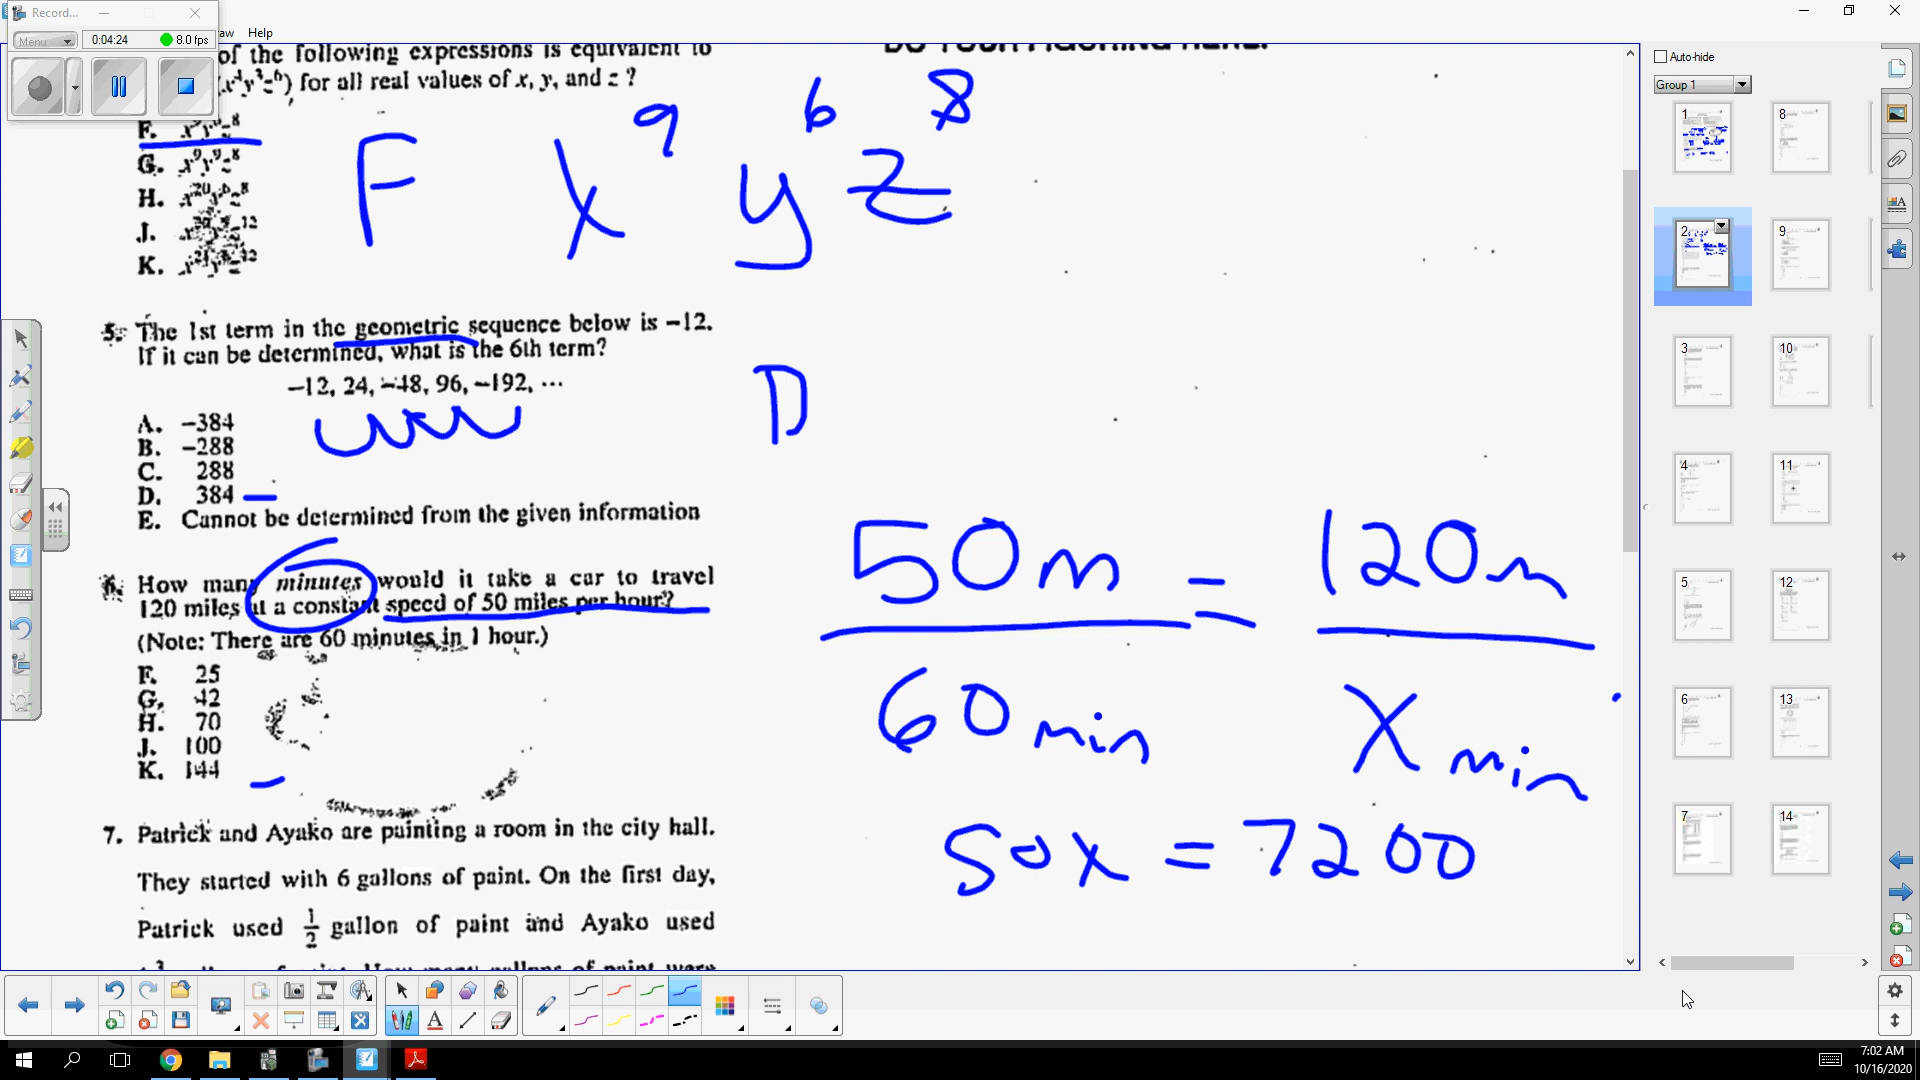 Record...
Menu
0:04:24
8.0 fps
aw Help
of the following expressions is equivalent to
x⁴y³z⁶) for all real values of x, y, and z ?
F. x⁹y⁶z⁸
G. x⁹y⁹z⁸
H. x²⁰y⁶z⁸
J.
K.
F x⁹ y⁶ z⁸
5. The 1st term in the geometric sequence below is −12.
If it can be determined, what is the 6th term?
−12, 24, −48, 96, −192, ⋯
A. −384
B. −288
C. 288
D. 384
E. Cannot be determined from the given information
D
6. How many minutes would it take a car to travel
120 miles at a constant speed of 50 miles per hour?
(Note: There are 60 minutes in 1 hour.)
F. 25
G. 42
H. 70
J. 100
K. 144
50m = 120m
60 min x min
50x = 7200
7. Patrick and Ayako are painting a room in the city hall.
They started with 6 gallons of paint. On the first day,
Patrick used 1/2 gallon of paint and Ayako used
Auto-hide
Group 1
1 8
2 9
3 10
4 11
5 12
6 13
7 14
7:02 AM
10/16/2020